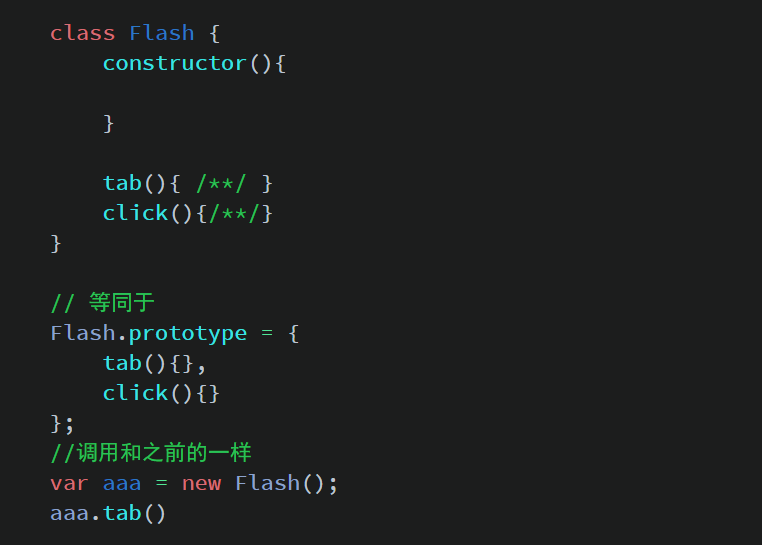 class Flash {
    constructor(){
    }
    tab(){ /**/ }
    click(){/**/}
}
// 等同于
Flash.prototype = {
    tab(){},
    click(){}
};
//调用和之前的一样
var aaa = new Flash();
aaa.tab()